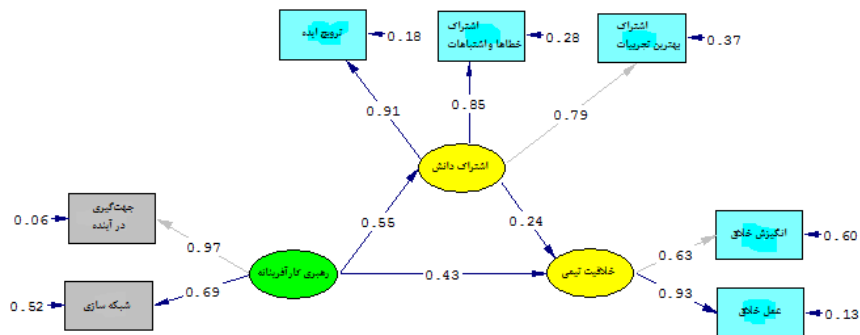 ترویج ایده
0.18
اشتراک
خطاها و اشتباهات
0.28
اشتراک
بهترین تجربیات
0.37
0.91
0.85
0.79
اشتراک دانش
جهت‌گیری
در آینده
0.06
0.97
0.55
0.24
انگیزش خلاق
0.60
0.63
رهبری کارآفرینانه
0.43
خلاقیت تیمی
شبکه سازی
0.52
0.69
0.93
عمل خلاق
0.13